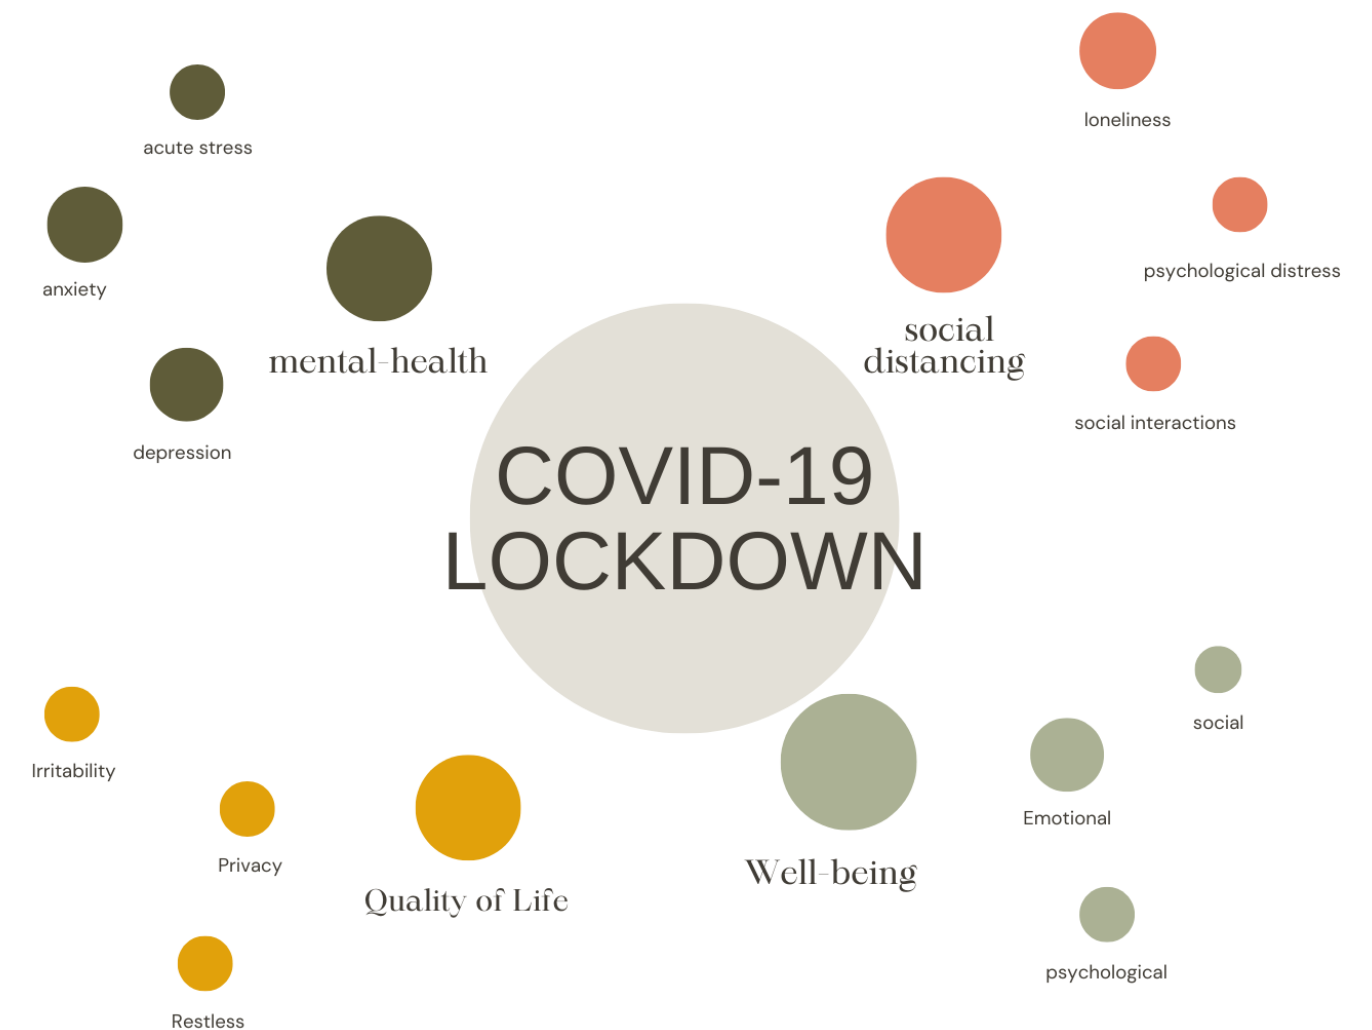 acute stress
anxiety
mental-health
depression
loneliness
social
distancing
psychological distress
social interactions
COVID-19
LOCKDOWN
Irritability
Privacy
Quality of Life
Restless
Well-being
social
Emotional
psychological